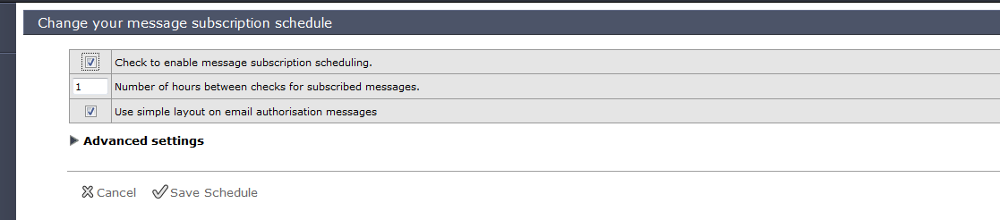 Change your message subscription schedule
Check to enable message subscription scheduling.
1 Number of hours between checks for subscribed messages.
Use simple layout on email authorisation messages
Advanced settings
Cancel Save Schedule